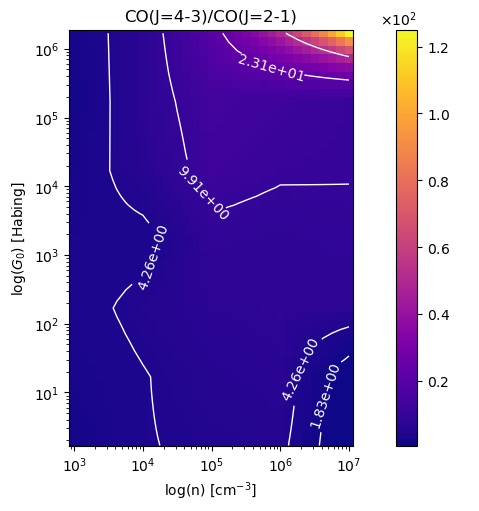 CO(J=4-3)/CO(J=2-1)
×10²
10⁶
10⁵
10⁴
10³
10²
10¹
log(G₀) [Habing]
2.31e+01
9.91e+00
4.26e+00
4.26e+00
1.83e+00
1.2
1.0
0.8
0.6
0.4
0.2
10³ 10⁴ 10⁵ 10⁶ 10⁷
log(n) [cm⁻³]